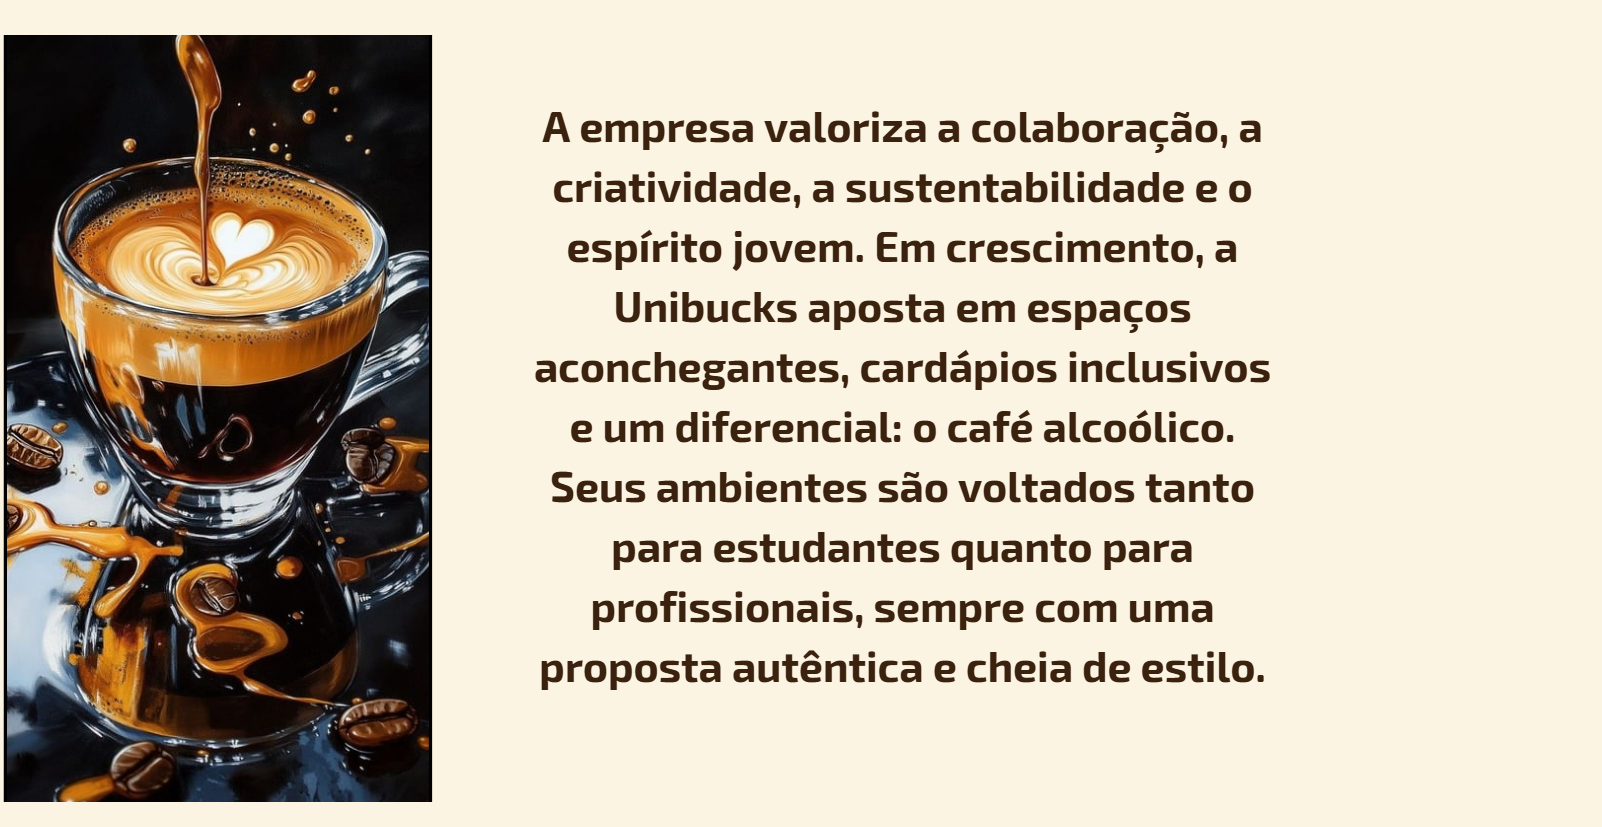 A empresa valoriza a colaboração, a
criatividade, a sustentabilidade e o
espírito jovem. Em crescimento, a
Unibucks aposta em espaços
aconchegantes, cardápios inclusivos
e um diferencial: o café alcoólico.
Seus ambientes são voltados tanto
para estudantes quanto para
profissionais, sempre com uma
proposta autêntica e cheia de estilo.